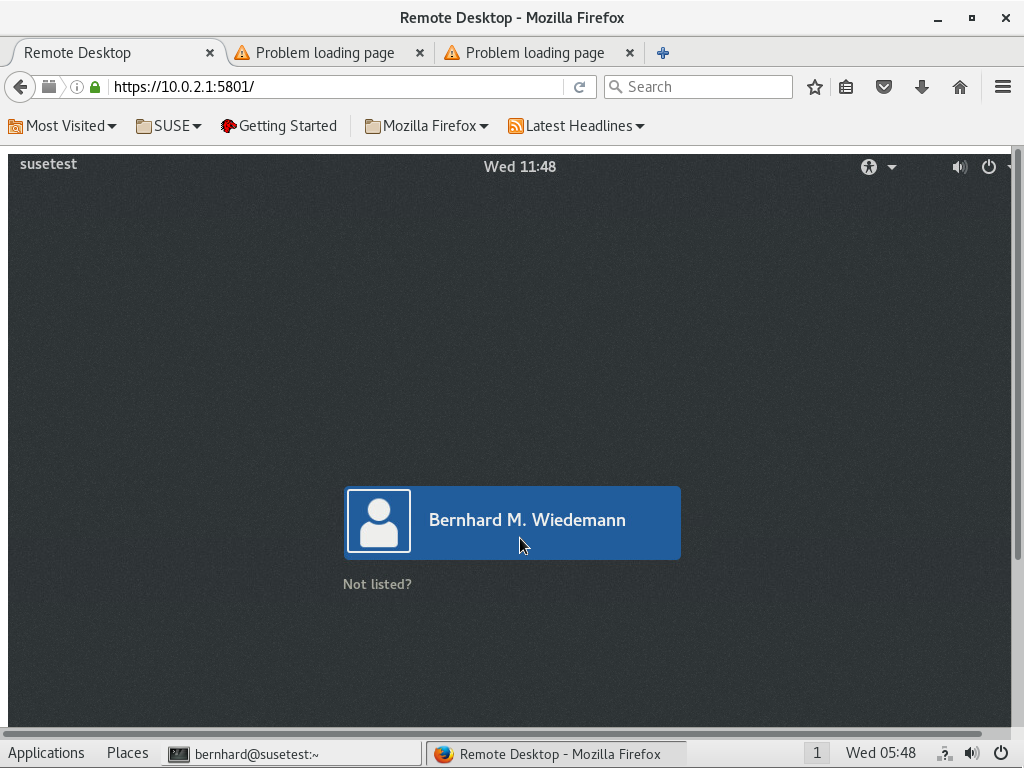 Remote Desktop - Mozilla Firefox
Remote Desktop Problem loading page Problem loading page
https://10.0.2.1:5801/ Search
Most Visited SUSE Getting Started Mozilla Firefox Latest Headlines
susetest Wed 11:48
Bernhard M. Wiedemann
Not listed?
Applications Places bernhard@susetest:~ Remote Desktop - Mozilla Firefox 1 Wed 05:48